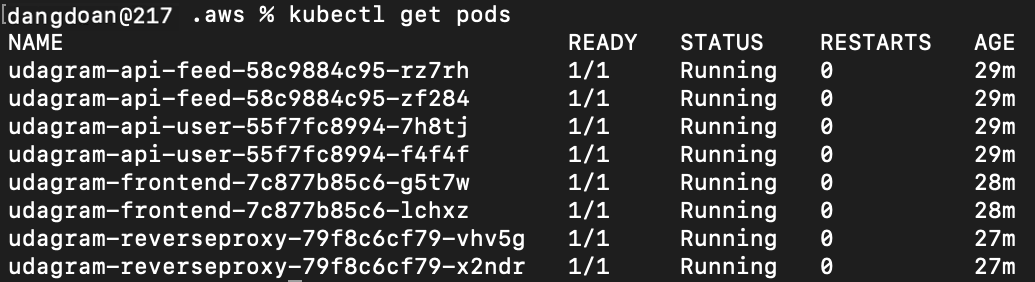 [dangdoan@217 .aws % kubectl get pods
NAME READY STATUS RESTARTS AGE
udagram-api-feed-58c9884c95-rz7rh 1/1 Running 0 29m
udagram-api-feed-58c9884c95-zf284 1/1 Running 0 29m
udagram-api-user-55f7fc8994-7h8tj 1/1 Running 0 29m
udagram-api-user-55f7fc8994-f4f4f 1/1 Running 0 29m
udagram-frontend-7c877b85c6-g5t7w 1/1 Running 0 28m
udagram-frontend-7c877b85c6-lchxz 1/1 Running 0 28m
udagram-reverseproxy-79f8c6cf79-vhv5g 1/1 Running 0 27m
udagram-reverseproxy-79f8c6cf79-x2ndr 1/1 Running 0 27m